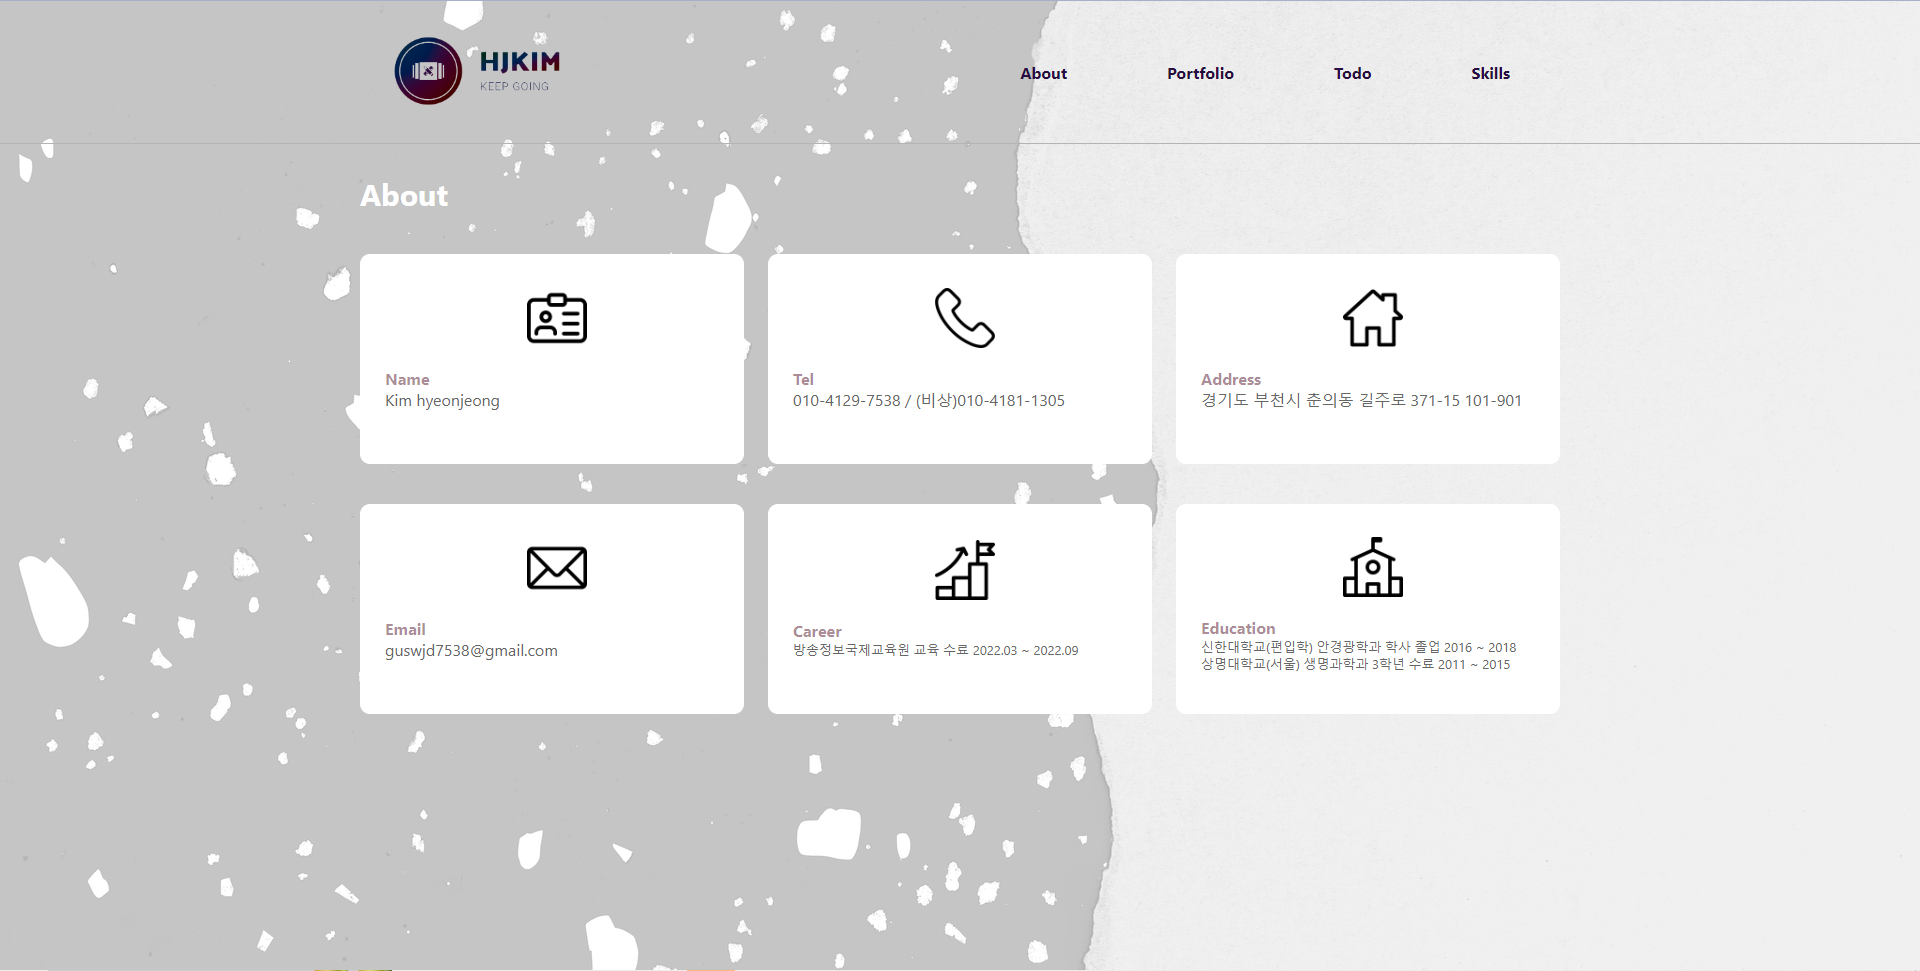 HJKIM
KEEP GOING
About
Portfolio
Todo
Skills
About
Name
Kim hyeonjeong
Tel
010-4129-7538 / (비상)010-4181-1305
Address
경기도 부천시 춘의동 길주로 371-15 101-901
Email
guswjd7538@gmail.com
Career
방송정보국제교육원 교육 수료 2022.03 ~ 2022.09
Education
신한대학교(편입학) 안경광학과 학사 졸업 2016 ~ 2018
상명대학교(서울) 생명과학과 3학년 수료 2011 ~ 2015